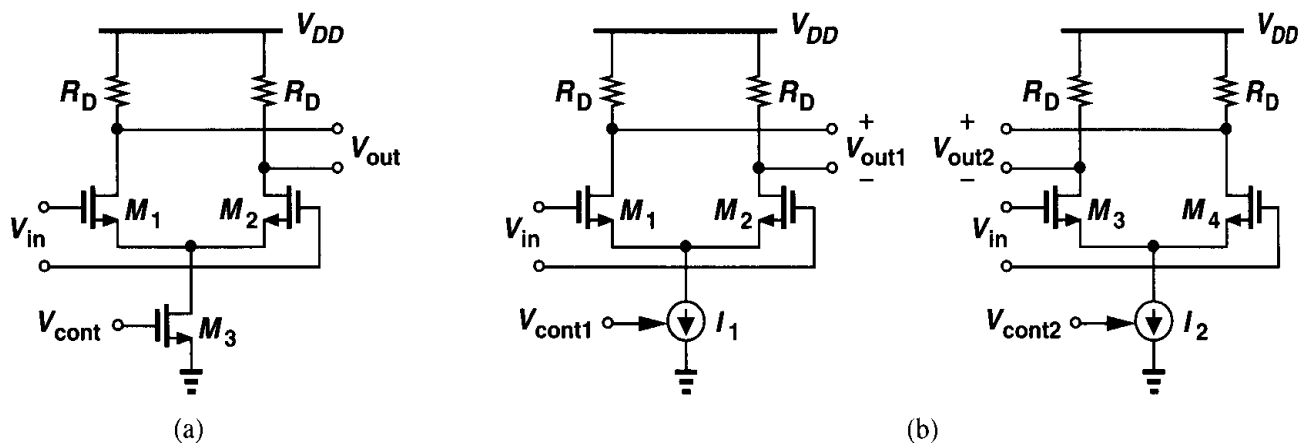 V_DD V_DD V_DD
R_D R_D R_D R_D R_D R_D
V_out + V_out1 − + V_out2 −
V_in M_1 M_2 V_in M_1 M_2 V_in M_3 M_4
V_cont M_3 V_cont1 I_1 V_cont2 I_2
(a) (b)